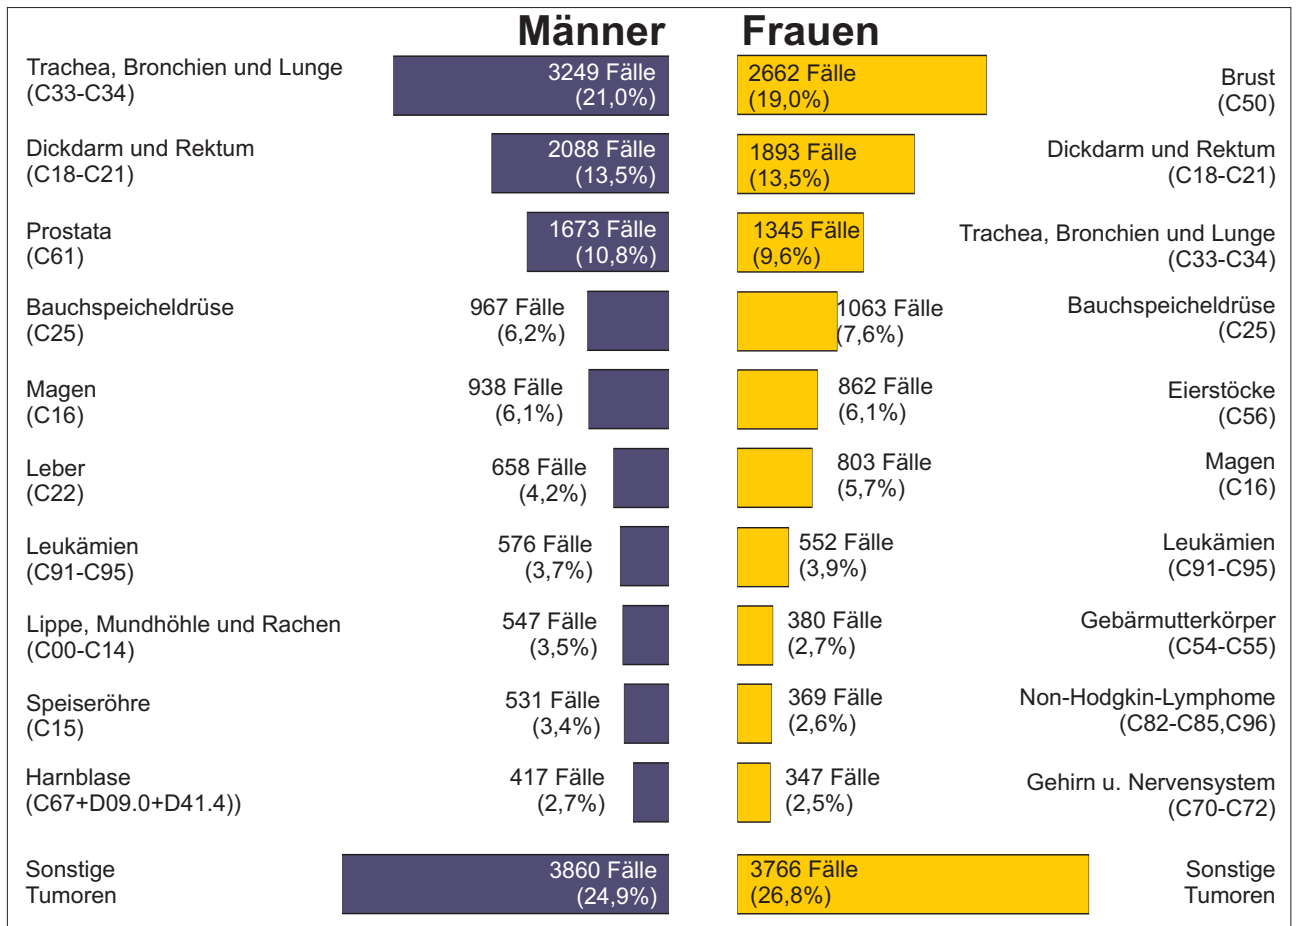 Männer Frauen
Trachea, Bronchien und Lunge
(C33-C34)
3249 Fälle
(21,0%)
2662 Fälle
(19,0%)
Brust
(C50)
Dickdarm und Rektum
(C18-C21)
2088 Fälle
(13,5%)
1893 Fälle
(13,5%)
Dickdarm und Rektum
(C18-C21)
Prostata
(C61)
1673 Fälle
(10,8%)
1345 Fälle
(9,6%)
Trachea, Bronchien und Lunge
(C33-C34)
Bauchspeicheldrüse
(C25)
967 Fälle
(6,2%)
1063 Fälle
(7,6%)
Bauchspeicheldrüse
(C25)
Magen
(C16)
938 Fälle
(6,1%)
862 Fälle
(6,1%)
Eierstöcke
(C56)
Leber
(C22)
658 Fälle
(4,2%)
803 Fälle
(5,7%)
Magen
(C16)
Leukämien
(C91-C95)
576 Fälle
(3,7%)
552 Fälle
(3,9%)
Leukämien
(C91-C95)
Lippe, Mundhöhle und Rachen
(C00-C14)
547 Fälle
(3,5%)
380 Fälle
(2,7%)
Gebärmutterkörper
(C54-C55)
Speiseröhre
(C15)
531 Fälle
(3,4%)
369 Fälle
(2,6%)
Non-Hodgkin-Lymphome
(C82-C85,C96)
Harnblase
(C67+D09.0+D41.4))
417 Fälle
(2,7%)
347 Fälle
(2,5%)
Gehirn u. Nervensystem
(C70-C72)
Sonstige
Tumoren
3860 Fälle
(24,9%)
3766 Fälle
(26,8%)
Sonstige
Tumoren